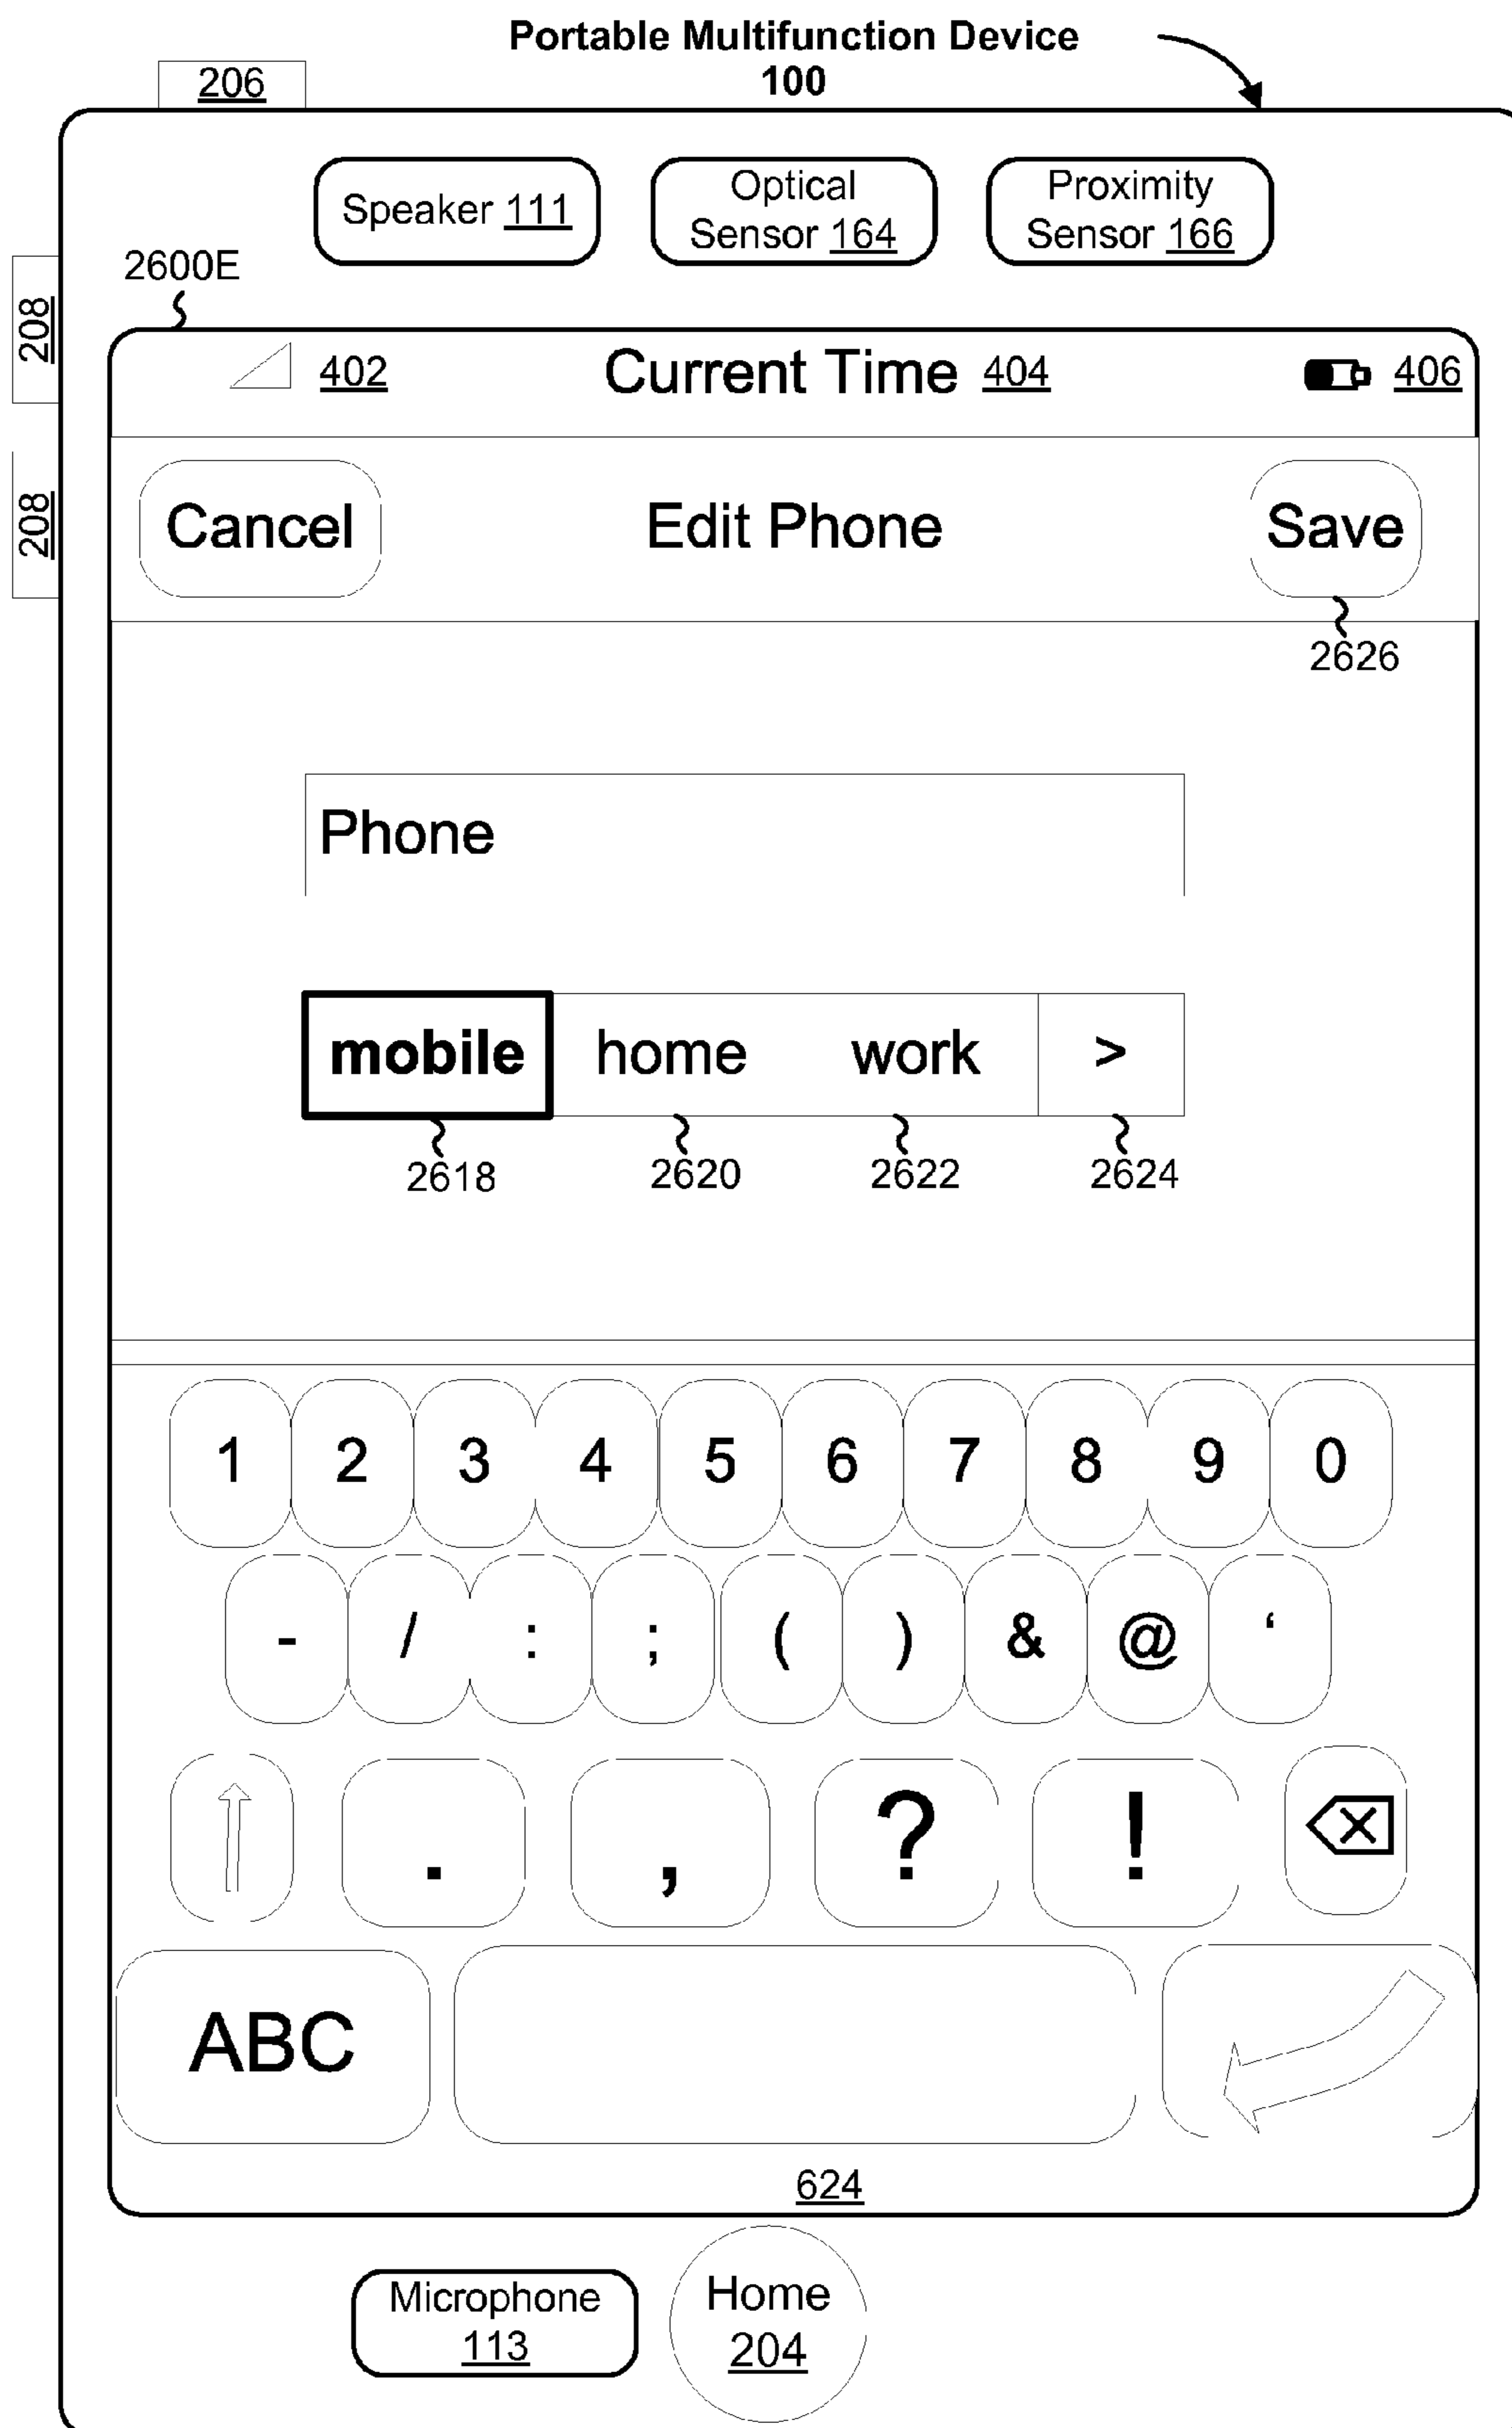 Portable Multifunction Device
100
206
Speaker 111
Optical
Sensor 164
Proximity
Sensor 166
2600E
208
208
402
Current Time 404
406
Cancel
Edit Phone
Save
2626
Phone
mobile home work >
2618 2620 2622 2624
1 2 3 4 5 6 7 8 9 0
- / : ; ( ) & @ ‘
. , ? !
ABC
624
Microphone
113
Home
204